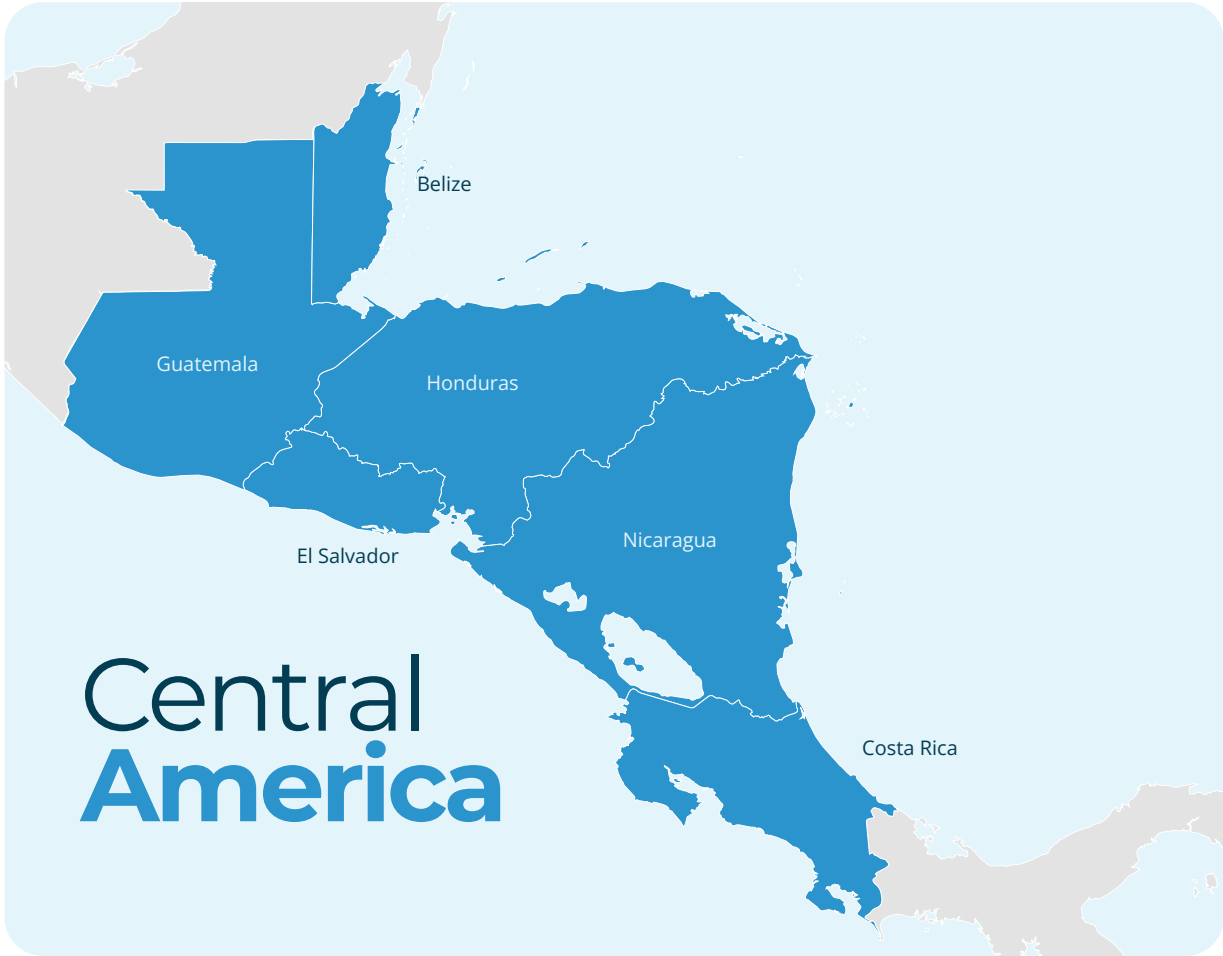 Belize
Guatemala
Honduras
Nicaragua
El Salvador
Central
America
Costa Rica